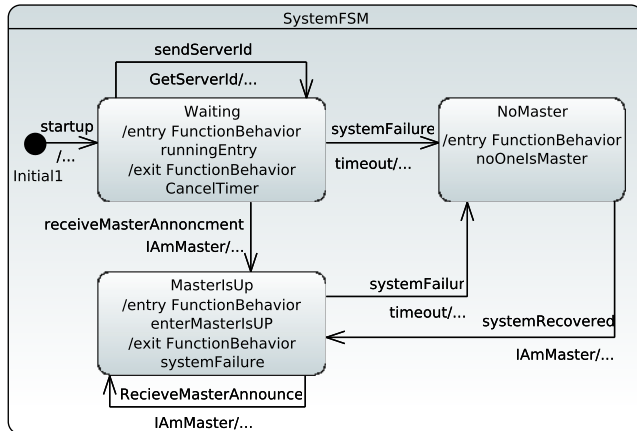 SystemFSM
sendServerId
GetServerId/...
startup
/...
Initial1
Waiting
/entry FunctionBehavior
runningEntry
/exit FunctionBehavior
CancelTimer
systemFailure
timeout/...
NoMaster
/entry FunctionBehavior
noOneIsMaster
receiveMasterAnnoncment
IAmMaster/...
MasterIsUp
/entry FunctionBehavior
enterMasterIsUP
/exit FunctionBehavior
systemFailure
systemFailur
timeout/...
systemRecovered
IAmMaster/...
RecieveMasterAnnounce
IAmMaster/...